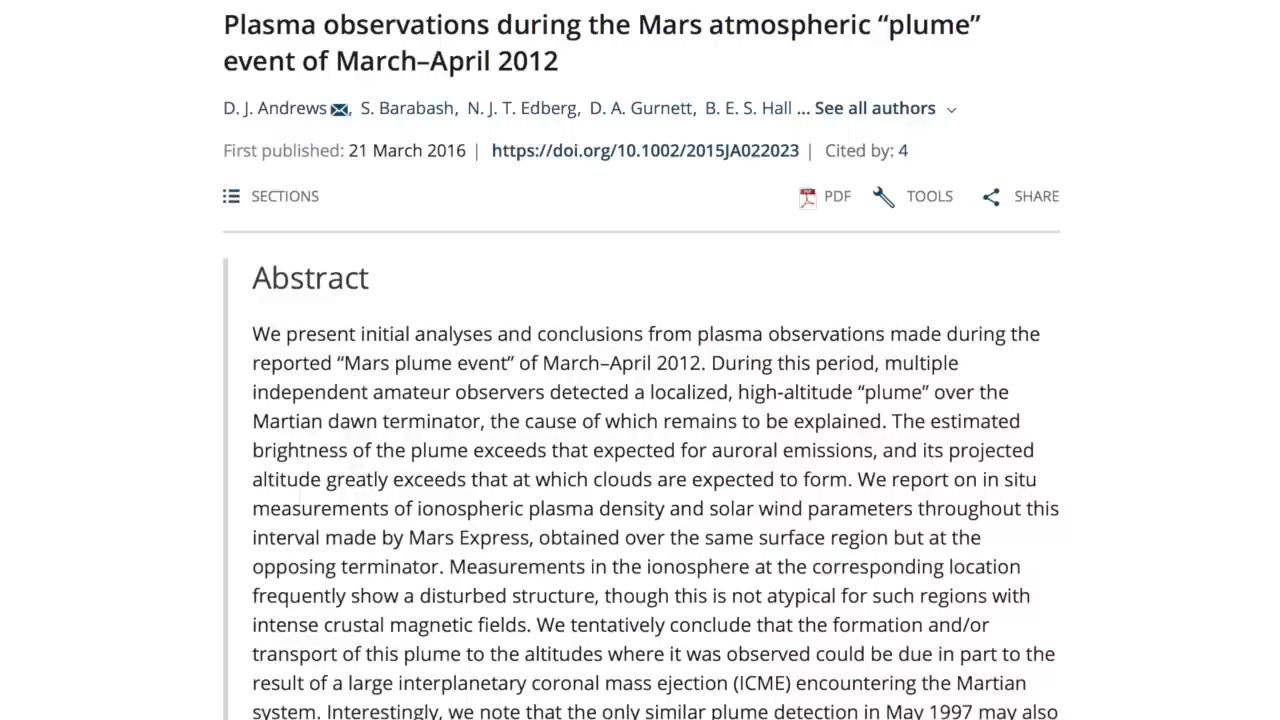 Plasma observations during the Mars atmospheric “plume”
event of March–April 2012
D. J. Andrews, S. Barabash, N. J. T. Edberg, D. A. Gurnett, B. E. S. Hall ... See all authors
First published: 21 March 2016 | https://doi.org/10.1002/2015JA022023 | Cited by: 4
SECTIONS PDF TOOLS SHARE
Abstract
We present initial analyses and conclusions from plasma observations made during the
reported “Mars plume event” of March–April 2012. During this period, multiple
independent amateur observers detected a localized, high-altitude “plume” over the
Martian dawn terminator, the cause of which remains to be explained. The estimated
brightness of the plume exceeds that expected for auroral emissions, and its projected
altitude greatly exceeds that at which clouds are expected to form. We report on in situ
measurements of ionospheric plasma density and solar wind parameters throughout this
interval made by Mars Express, obtained over the same surface region but at the
opposing terminator. Measurements in the ionosphere at the corresponding location
frequently show a disturbed structure, though this is not atypical for such regions with
intense crustal magnetic fields. We tentatively conclude that the formation and/or
transport of this plume to the altitudes where it was observed could be due in part to the
result of a large interplanetary coronal mass ejection (ICME) encountering the Martian
system. Interestingly, we note that the only similar plume detection in May 1997 may also